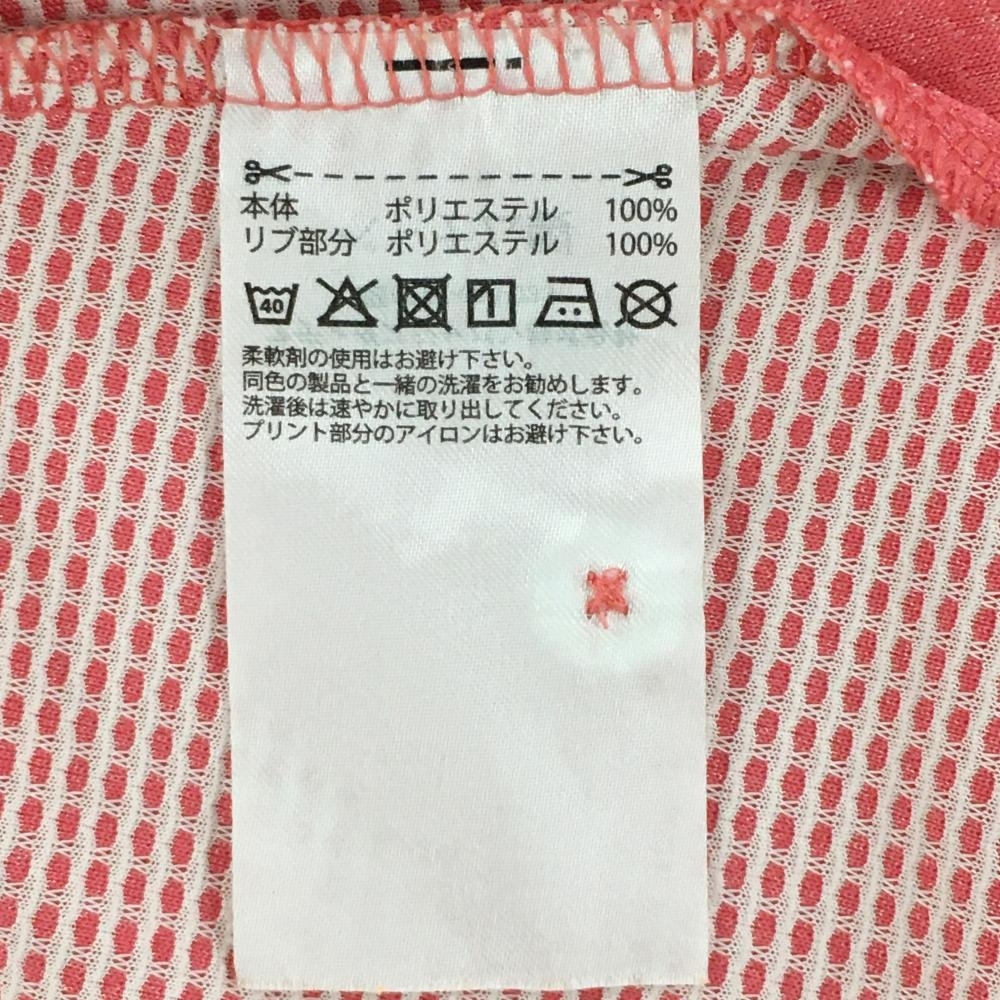 本体 ポリエステル 100%
リブ部分 ポリエステル 100%
40
柔軟剤の使用はお避け下さい。
同色の製品と一緒の洗濯をお勧めします。
洗濯後は速やかに取り出してください。
プリント部分のアイロンはお避け下さい。